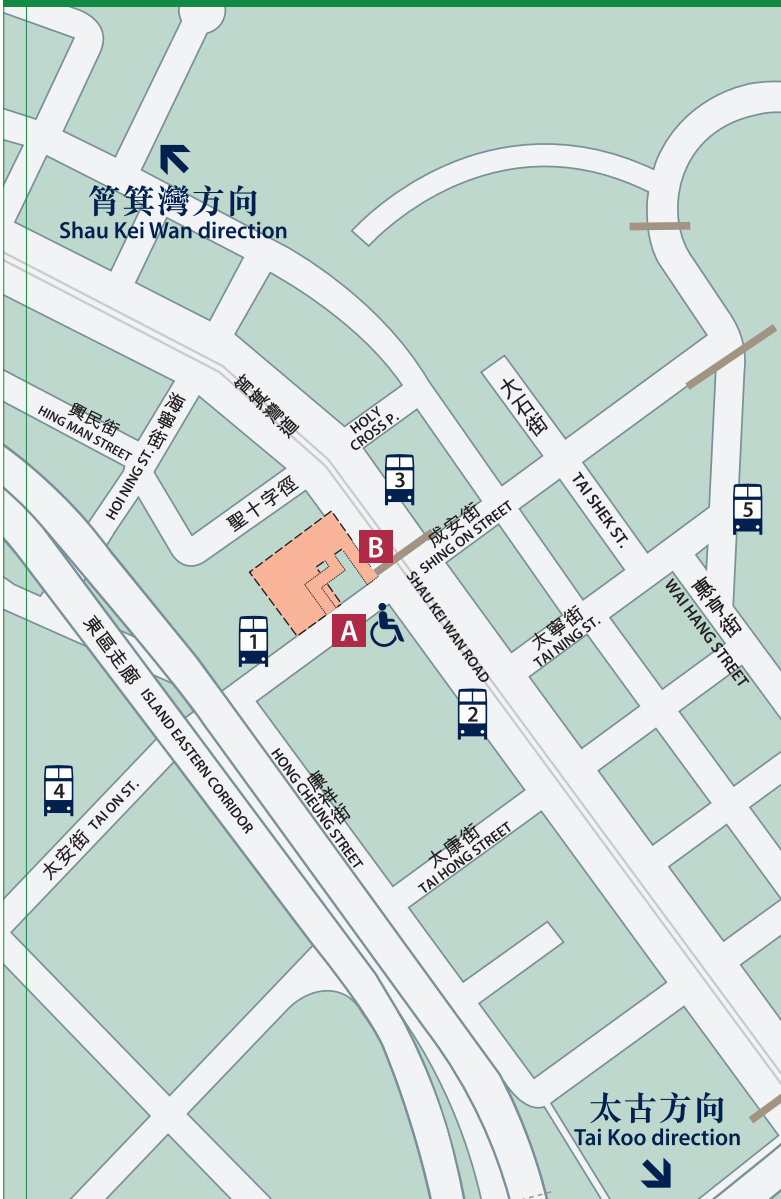 筲箕灣方向
Shau Kei Wan direction
筲箕灣道
大石街
興民街
HING MAN STREET
海寧街
HOI NING ST.
HOLY
CROSS P.
3
聖十字徑
成安街
SHING ON STREET
TAI SHEK ST.
5
B
A
1
SHAU KEI WAN ROAD
惠亨街
WAI HANG STREET
太寧街
TAI NING ST.
東區走廊 ISLAND EASTERN CORRIDOR
2
4
太安街 TAI ON ST.
康祥街
HONG CHEUNG STREET
太康街
TAI HONG STREET
太古方向
Tai Koo direction